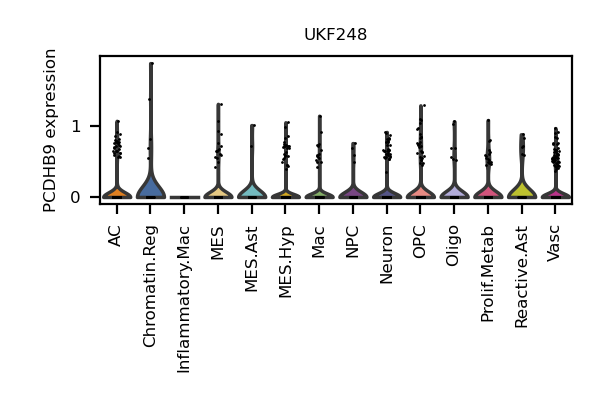 UKF248
PCDHB9 expression
1
0
AC
Chromatin.Reg
Inflammatory.Mac
MES
MES.Ast
MES.Hyp
Mac
NPC
Neuron
OPC
Oligo
Prolif.Metab
Reactive.Ast
Vasc